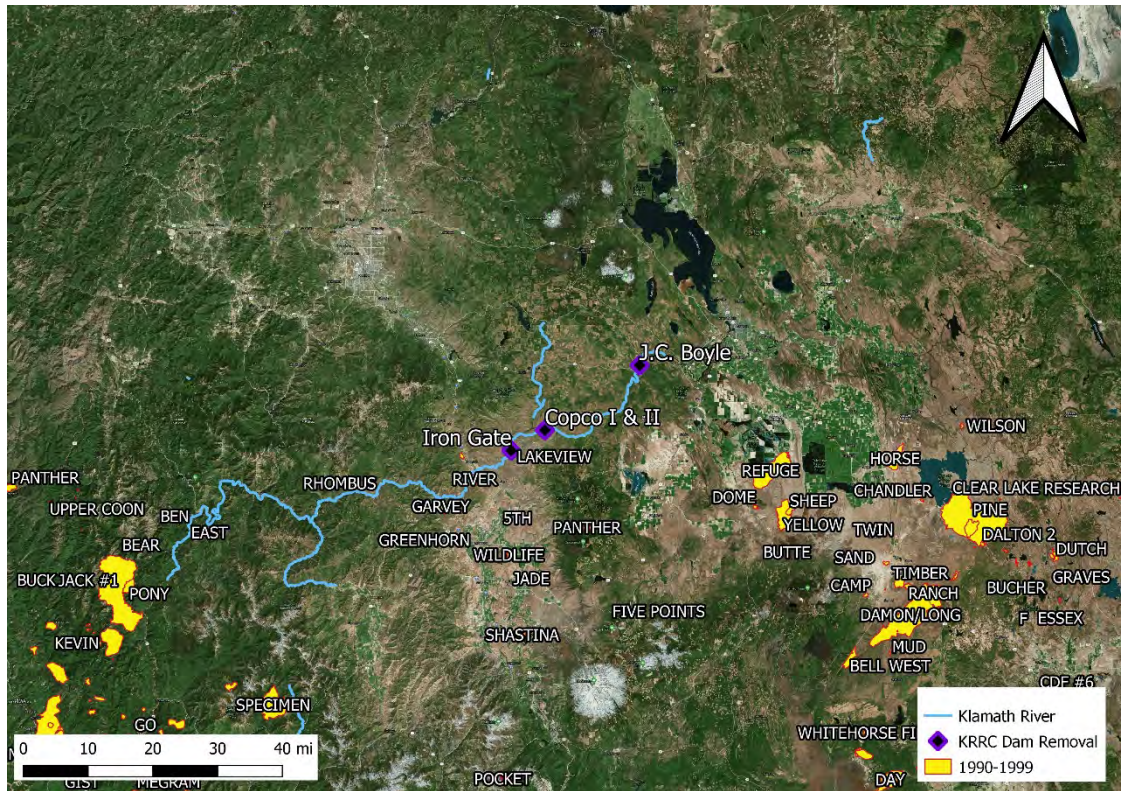 J.C. Boyle
Copco I & II
Iron Gate
LAKEVIEW
WILSON
HORSE
REFUGE
PANTHER
RHOMBUS
RIVER
DOME
CHANDLER
CLEAR LAKE RESEARCH
UPPER COON
BEN
GARVEY
SHEEP
PINE
EAST
5TH
PANTHER
YELLOW
TWIN
DALTON 2
BEAR
GREENHORN
WILDLIFE
BUTTE
SAND
DUTCH
BUCK JACK #1
PONY
JADE
CAMP
TIMBER
BUCHER
GRAVES
RANCH
FIVE POINTS
DAMON/LONG
F ESSEX
KEVIN
SHASTINA
MUD
BELL WEST
CDF #6
SPECIMEN
GO
WHITEHORSE FI
GIST
MEGRAM
POCKET
DAY
0 10 20 30 40 mi
Klamath River
KRRC Dam Removal
1990-1999